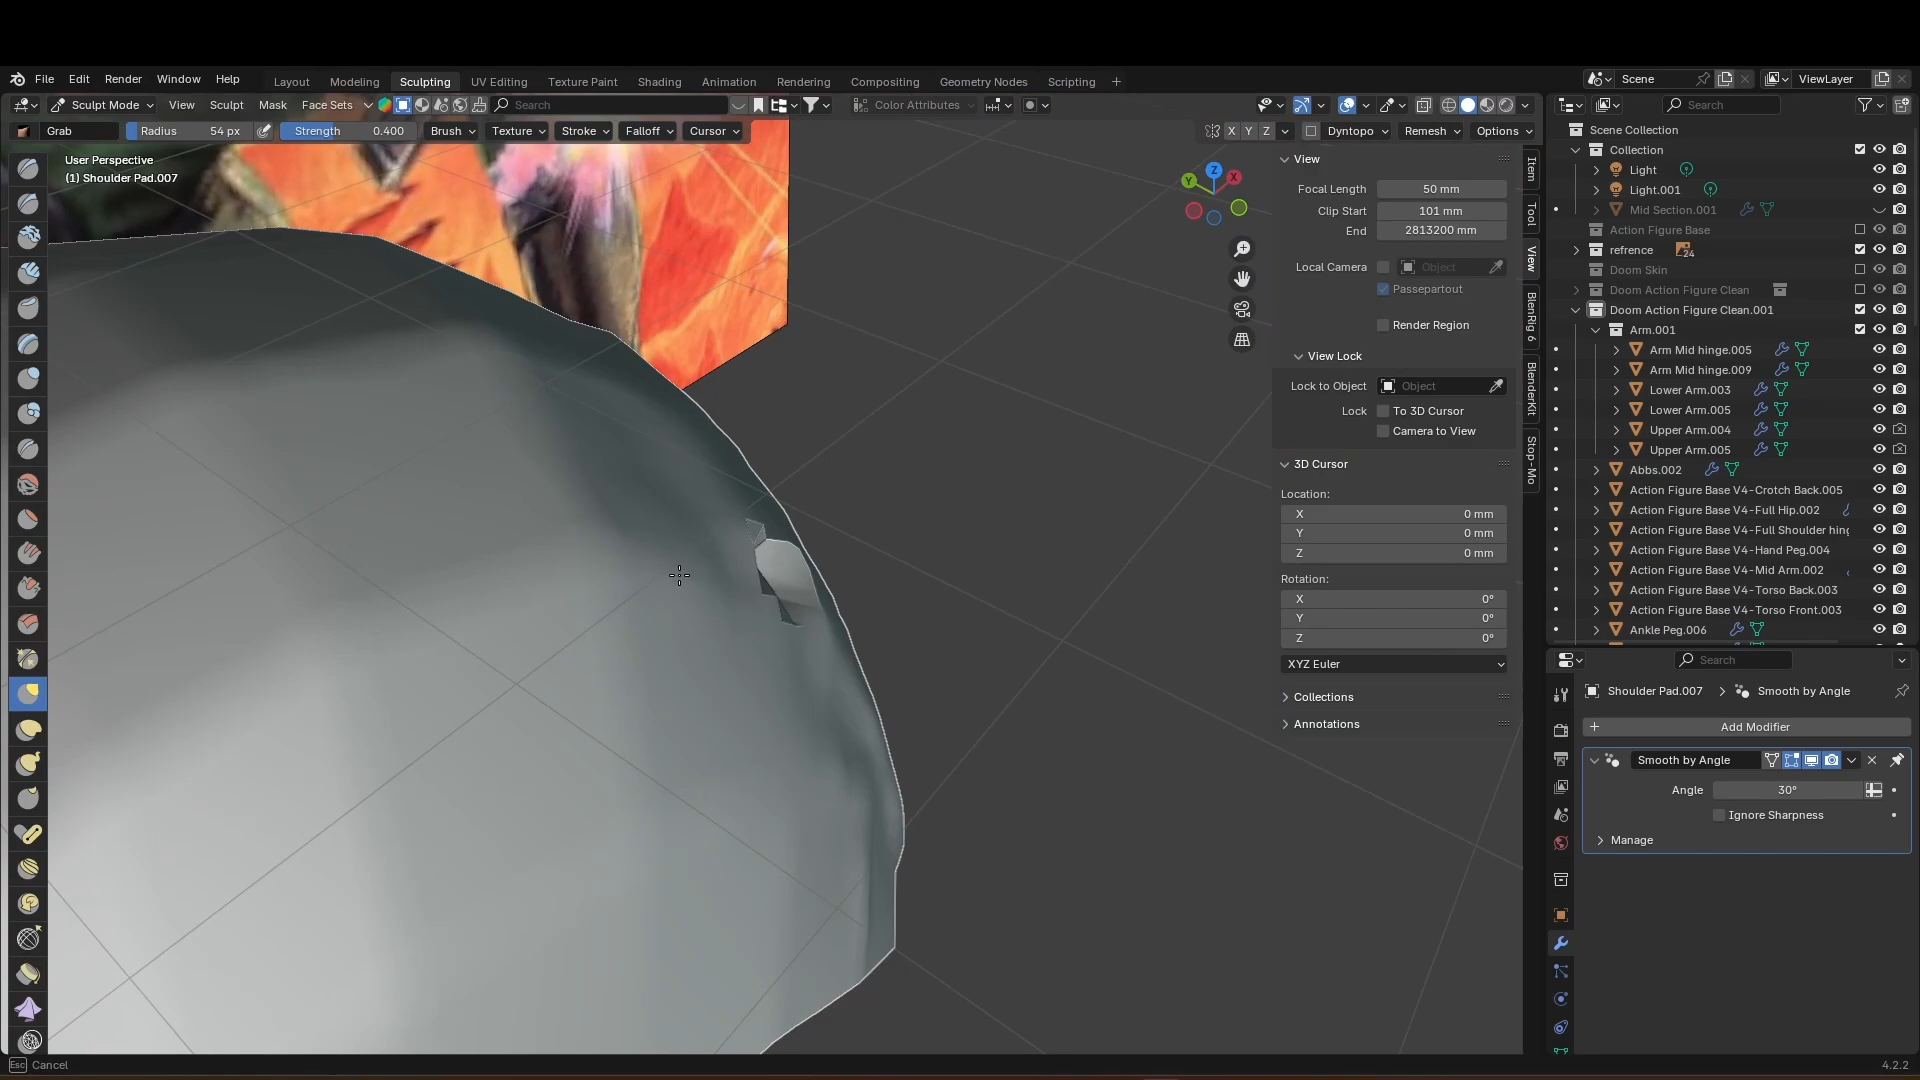 File Edit Render Window Help Layout Modeling Sculpting UV Editing Texture Paint Shading Animation Rendering Compositing Geometry Nodes Scripting + Scene ViewLayer
Sculpt Mode View Sculpt Mask Face Sets Search Color Attributes Search
Grab Radius 54 px Strength 0.400 Brush Texture Stroke Falloff Cursor X Y Z Dyntopo Remesh Options
User Perspective
(1) Shoulder Pad.007
X
Y
Z
View
Focal Length 50 mm
Clip Start 101 mm
End 2813200 mm
Local Camera Object
Passepartout
Render Region
View Lock
Lock to Object Object
Lock To 3D Cursor
Camera to View
3D Cursor
Location:
X 0 mm
Y 0 mm
Z 0 mm
Rotation:
X 0°
Y 0°
Z 0°
XYZ Euler
Collections
Annotations
Item
Tool
View
BlenRig 6
BlenderKit
Stop-Mo
Scene Collection
Collection
Light
Light.001
Mid Section.001
Action Figure Base
refrence 24
Doom Skin
Doom Action Figure Clean
Doom Action Figure Clean.001
Arm.001
Arm Mid hinge.005
Arm Mid hinge.009
Lower Arm.003
Lower Arm.005
Upper Arm.004
Upper Arm.005
Abbs.002
Action Figure Base V4-Crotch Back.005
Action Figure Base V4-Full Hip.002
Action Figure Base V4-Full Shoulder hing
Action Figure Base V4-Hand Peg.004
Action Figure Base V4-Mid Arm.002
Action Figure Base V4-Torso Back.003
Action Figure Base V4-Torso Front.003
Ankle Peg.006
Search
Shoulder Pad.007 Smooth by Angle
+ Add Modifier
Smooth by Angle
Angle 30°
Ignore Sharpness
Manage
Esc Cancel 4.2.2